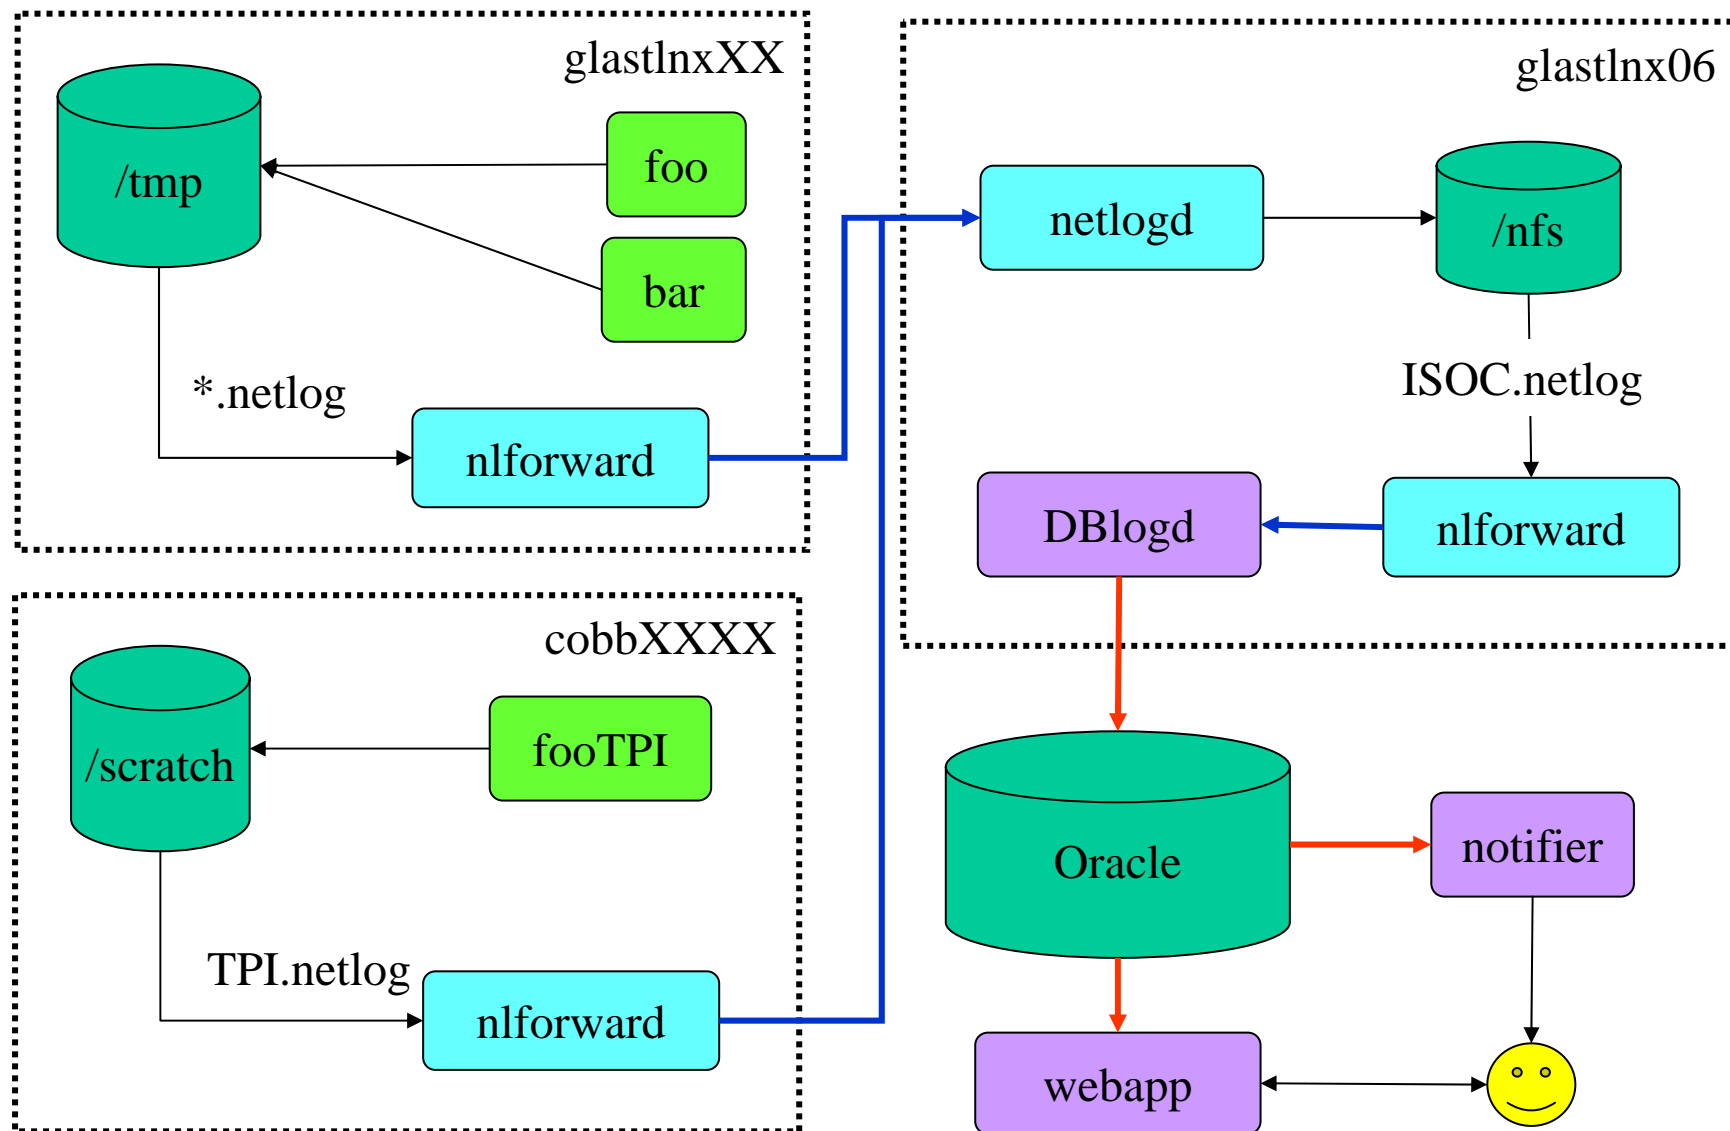 glastlnxXX
/tmp
foo
bar
*.netlog
nlforward
cobbXXXX
/scratch
fooTPI
TPI.netlog
nlforward
glastlnx06
netlogd
/nfs
ISOC.netlog
DBlogd
nlforward
Oracle
notifier
webapp